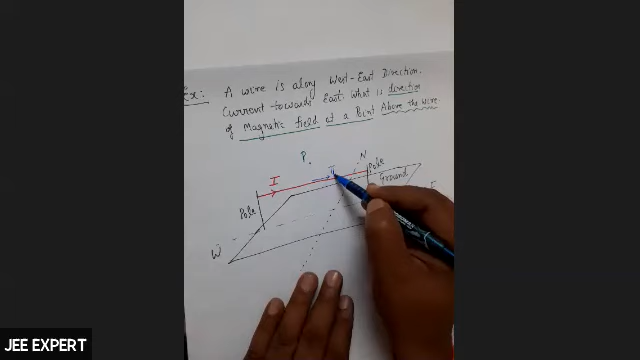 Ex:
A wire is along West-East Direction.
Current towards East. What is direction
of Magnetic field at a Point Above the wire.
P.
N
I
I
Pole
Ground
E
Pole
W
JEE EXPERT